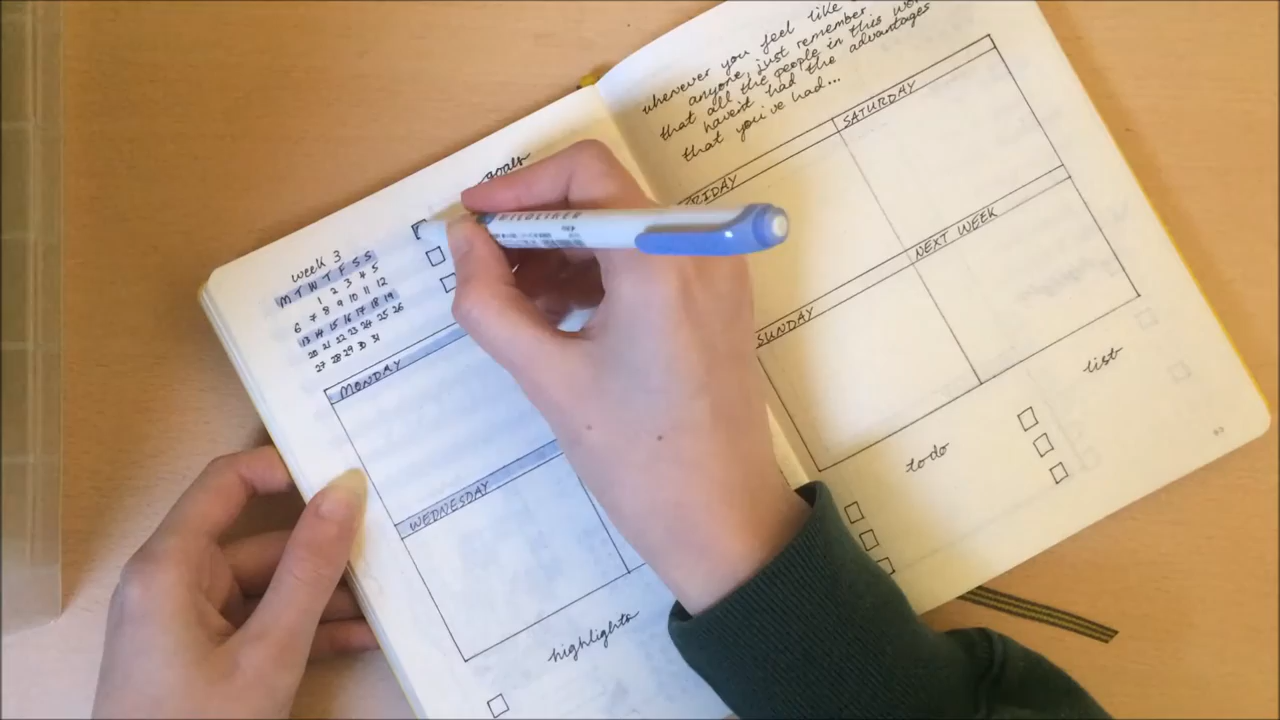 goals
week 3
M T W T F S S
1 2 3 4 5
6 7 8 9 10 11 12
13 14 15 16 17 18 19
20 21 22 23 24 25 26
27 28 29 30 31
MONDAY
WEDNESDAY
highlights
MILDLINER
whenever you feel like
anyone, just remember
that all the people in this
haven't had the advantages
that you've had...
FRIDAY
SATURDAY
SUNDAY
NEXT WEEK
todo
list